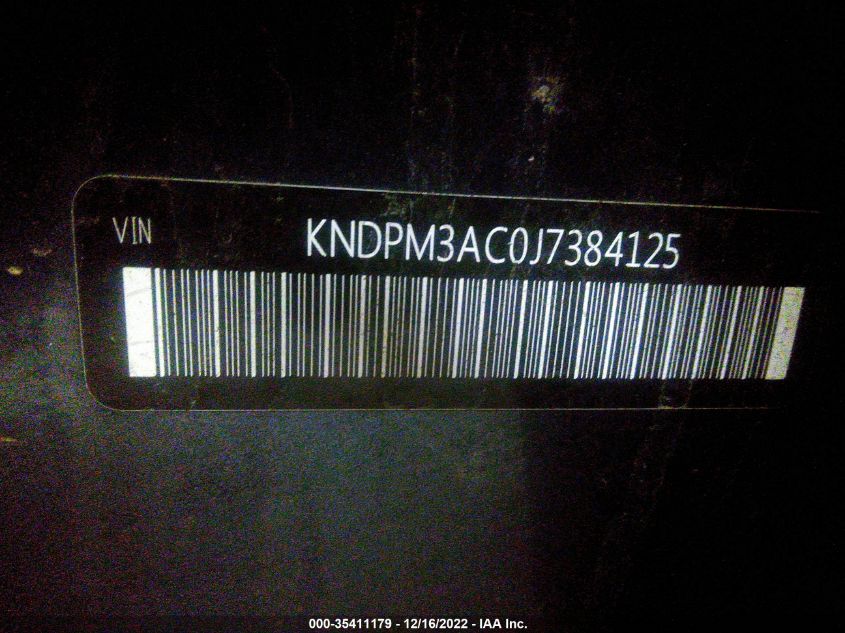 VIN
KNDPM3AC0J7384125
000-35411179 - 12/16/2022 - IAA Inc.